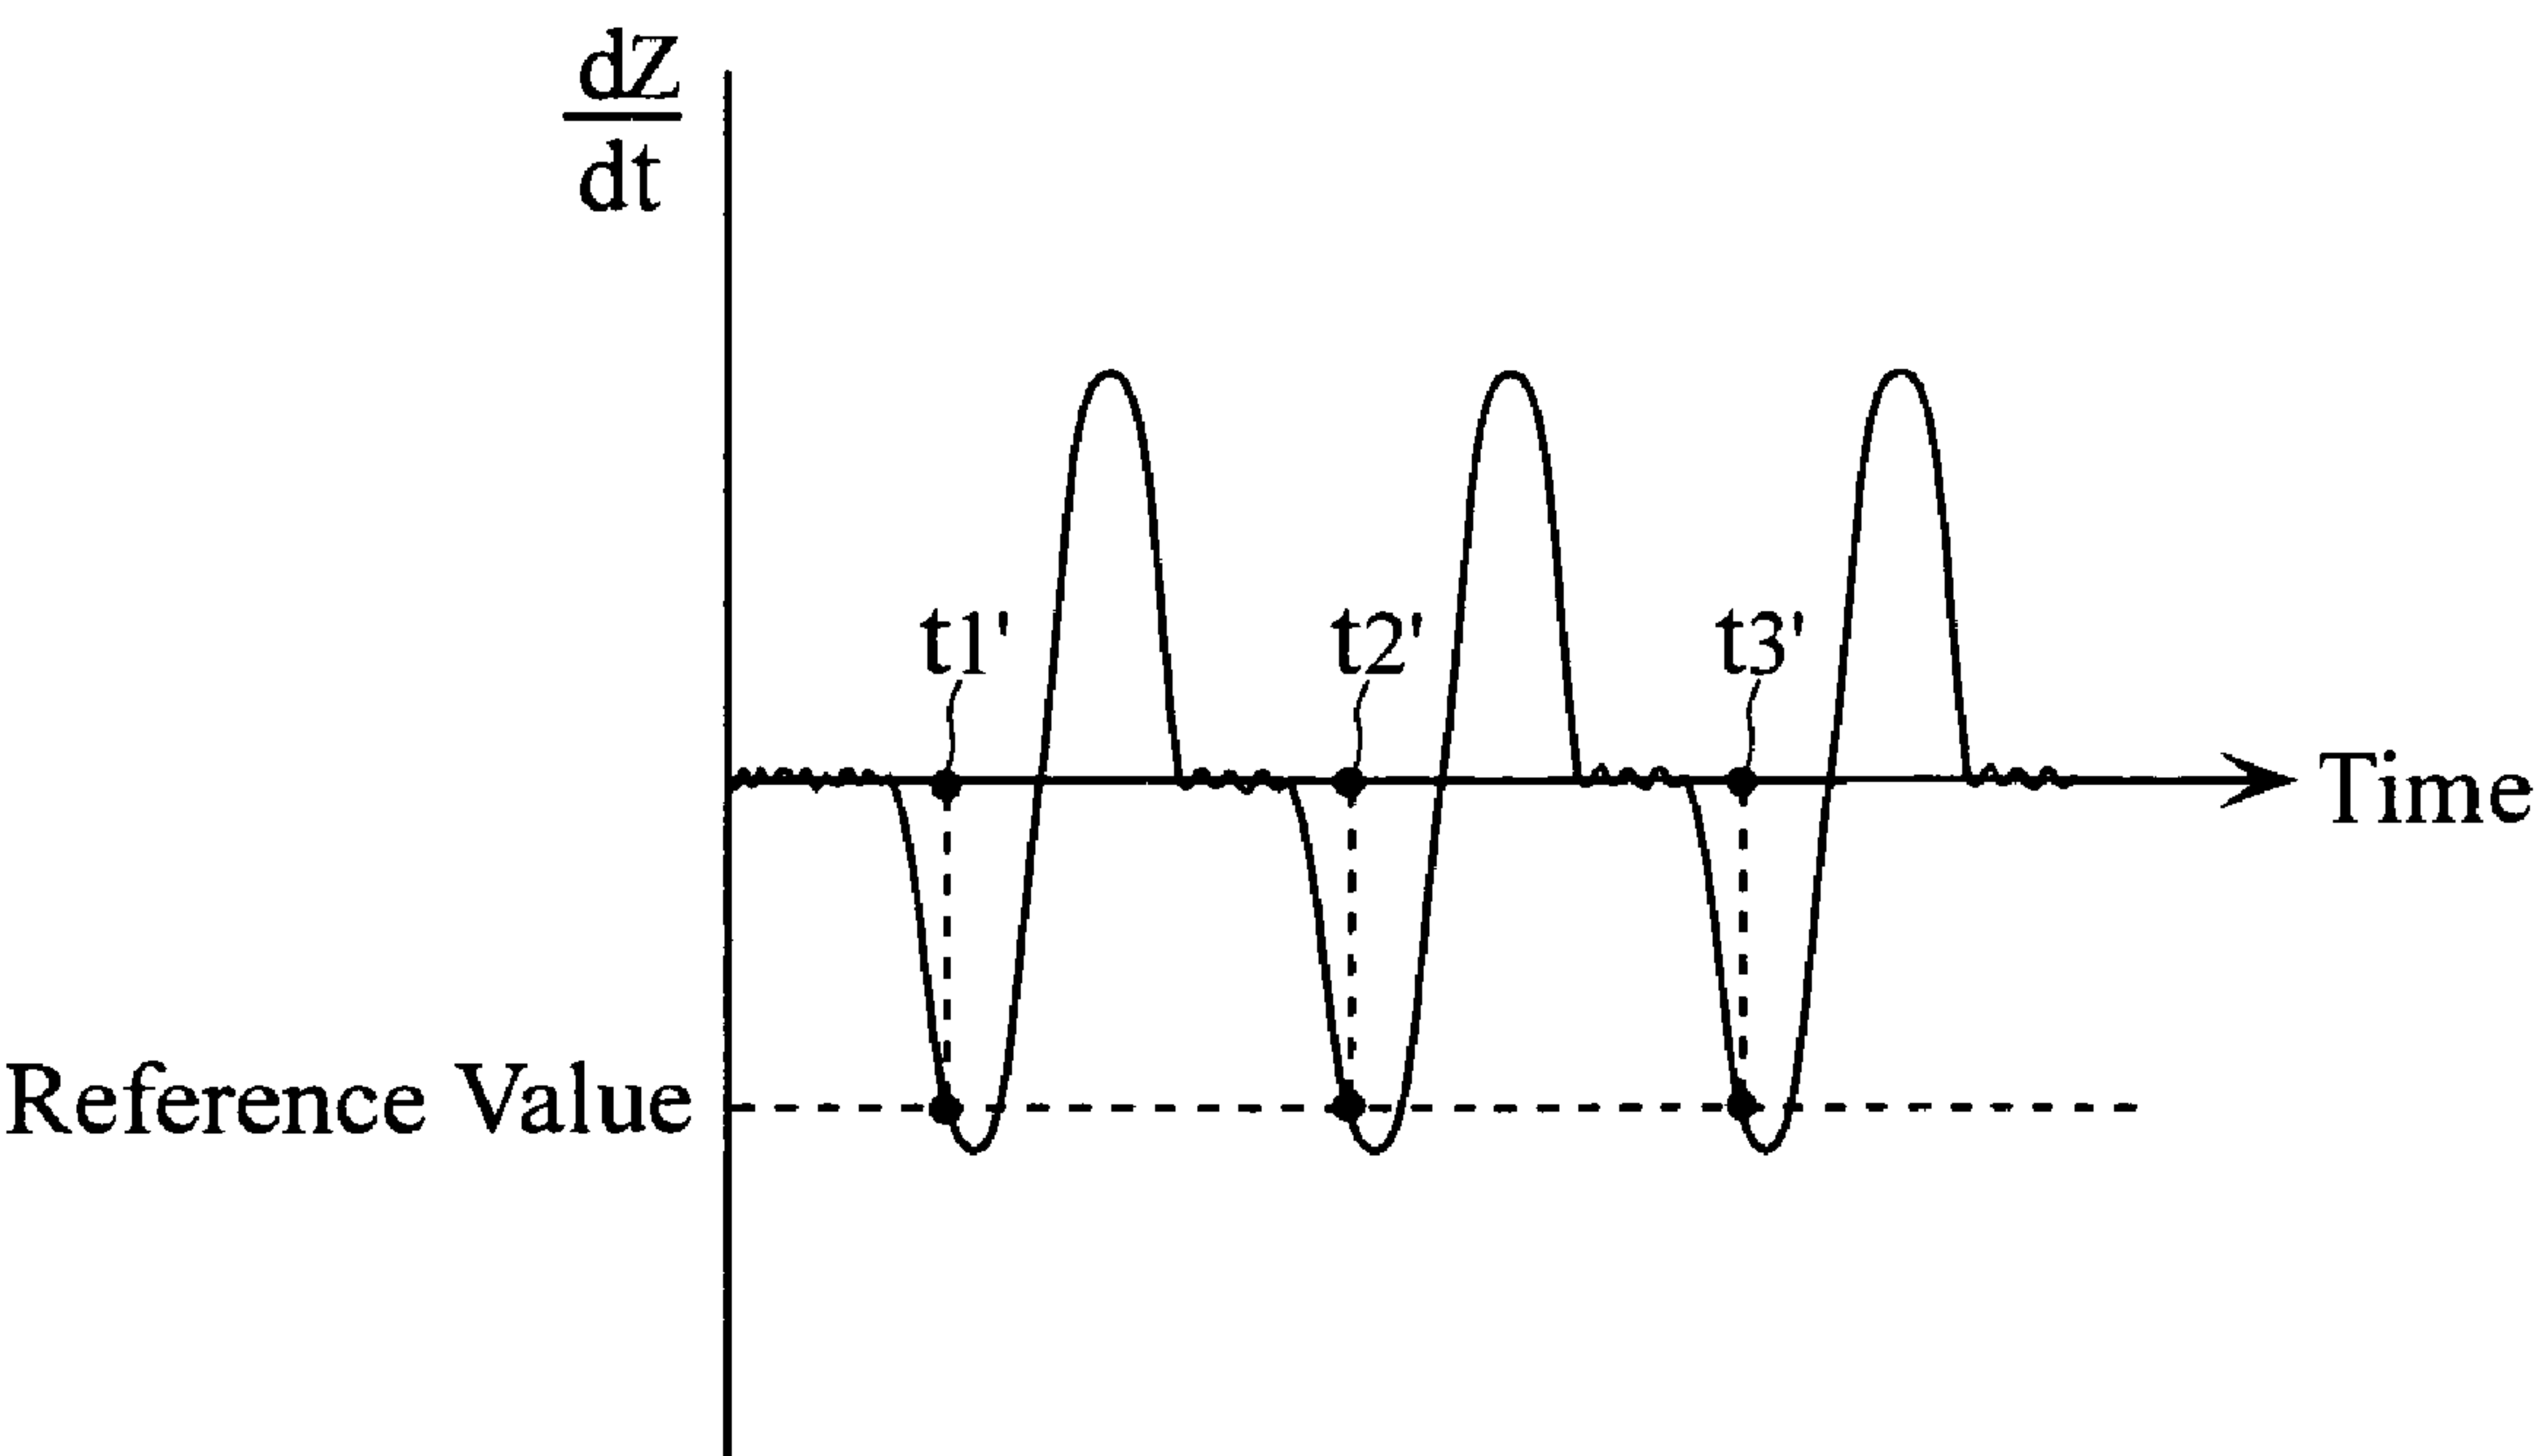 dZ
dt
t1'
t2'
t3'
Time
Reference Value